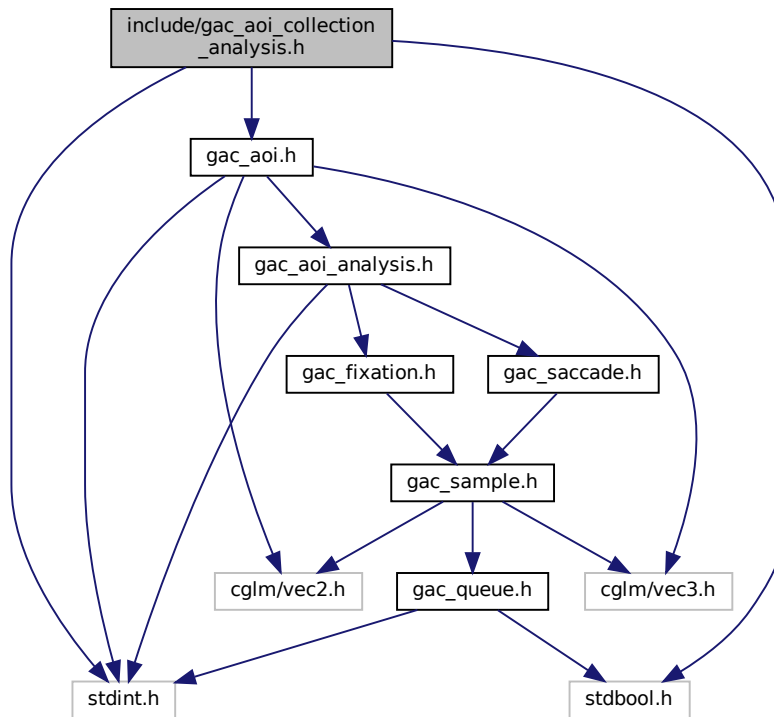 include/gac_aoi_collection
_analysis.h
gac_aoi.h
gac_aoi_analysis.h
gac_fixation.h
gac_saccade.h
gac_sample.h
cglm/vec2.h
gac_queue.h
cglm/vec3.h
stdint.h
stdbool.h